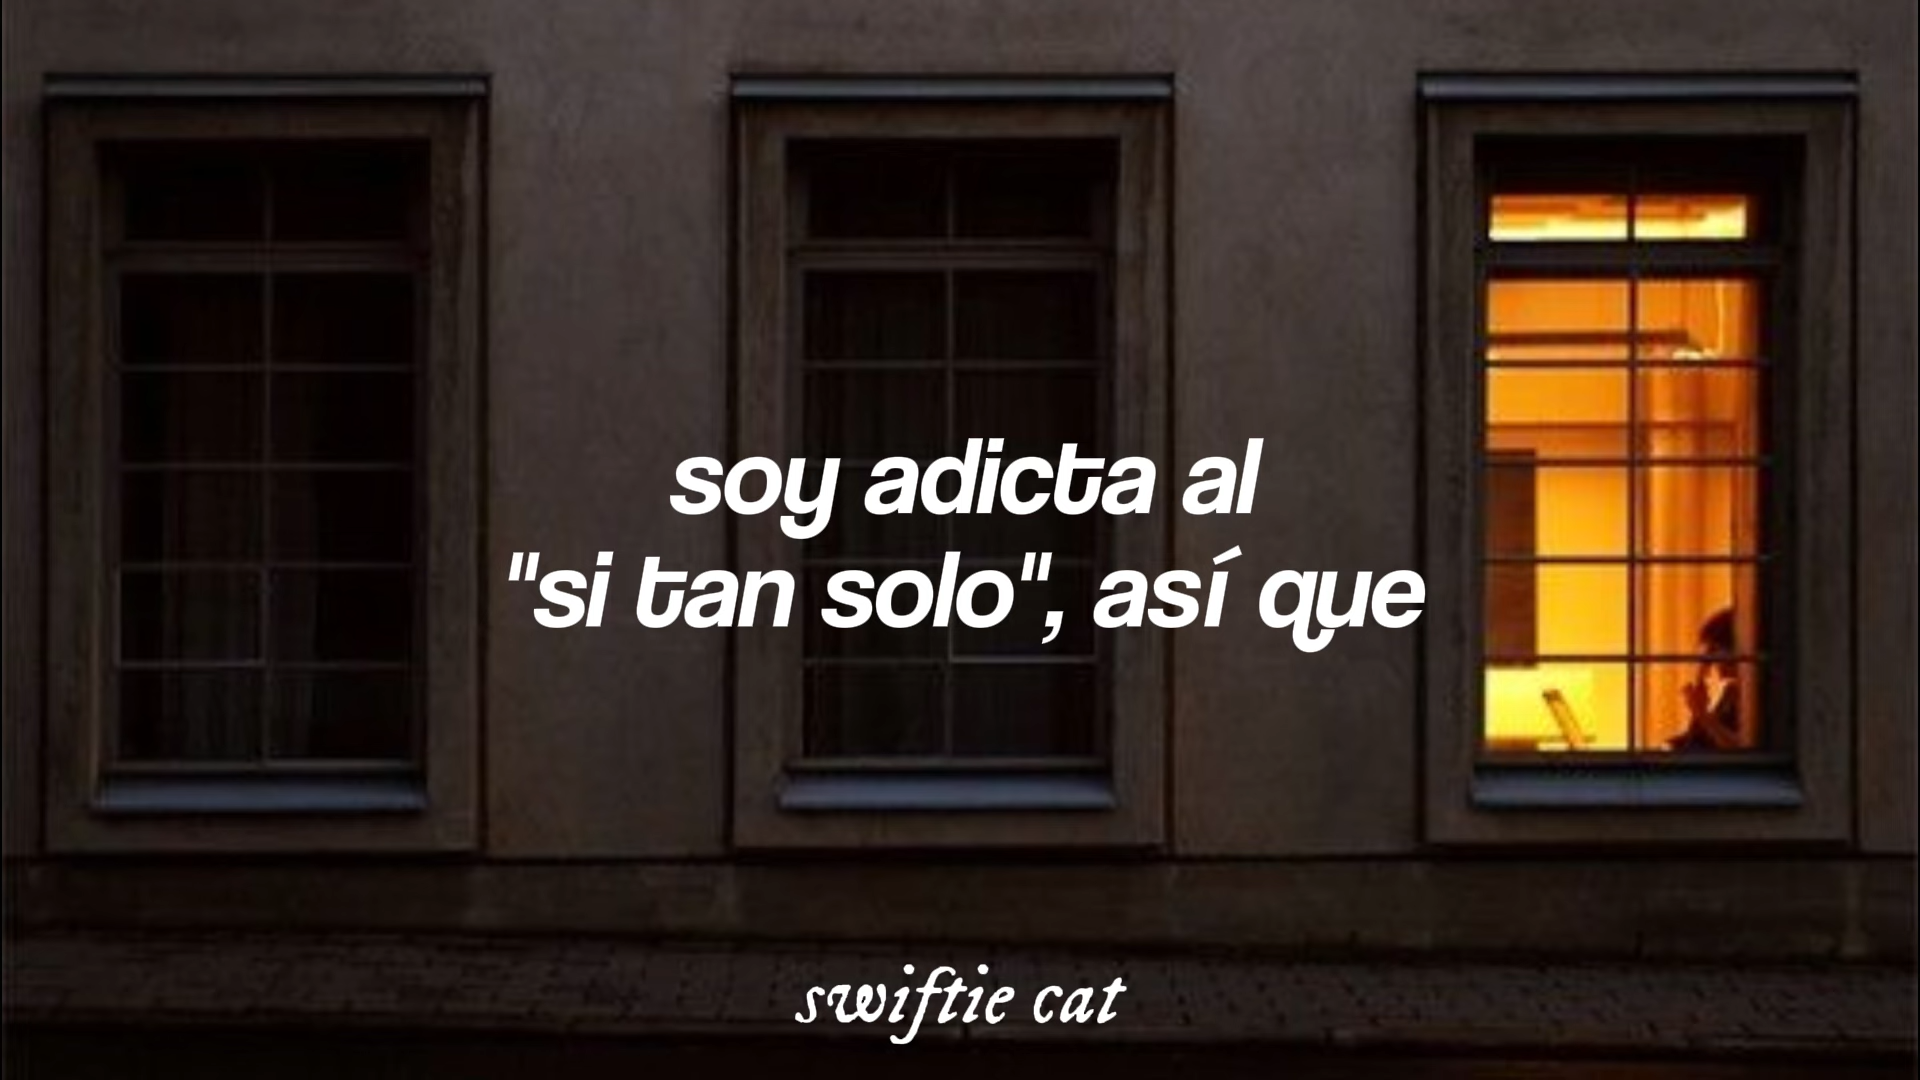 soy adicta al
"si tan solo", así que
swiftie cat